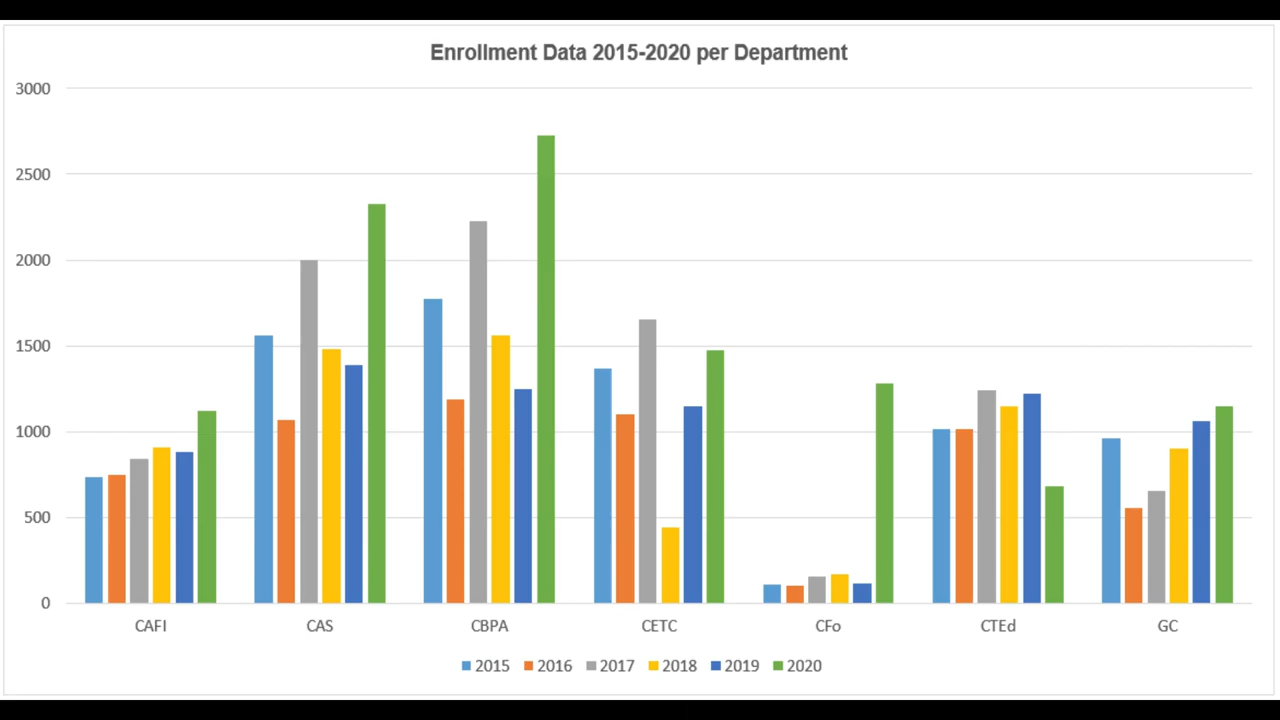 Enrollment Data 2015-2020 per Department
3000
2500
2000
1500
1000
500
0
CAFI CAS CBPA CETC CFo CTEd GC
2015 2016 2017 2018 2019 2020